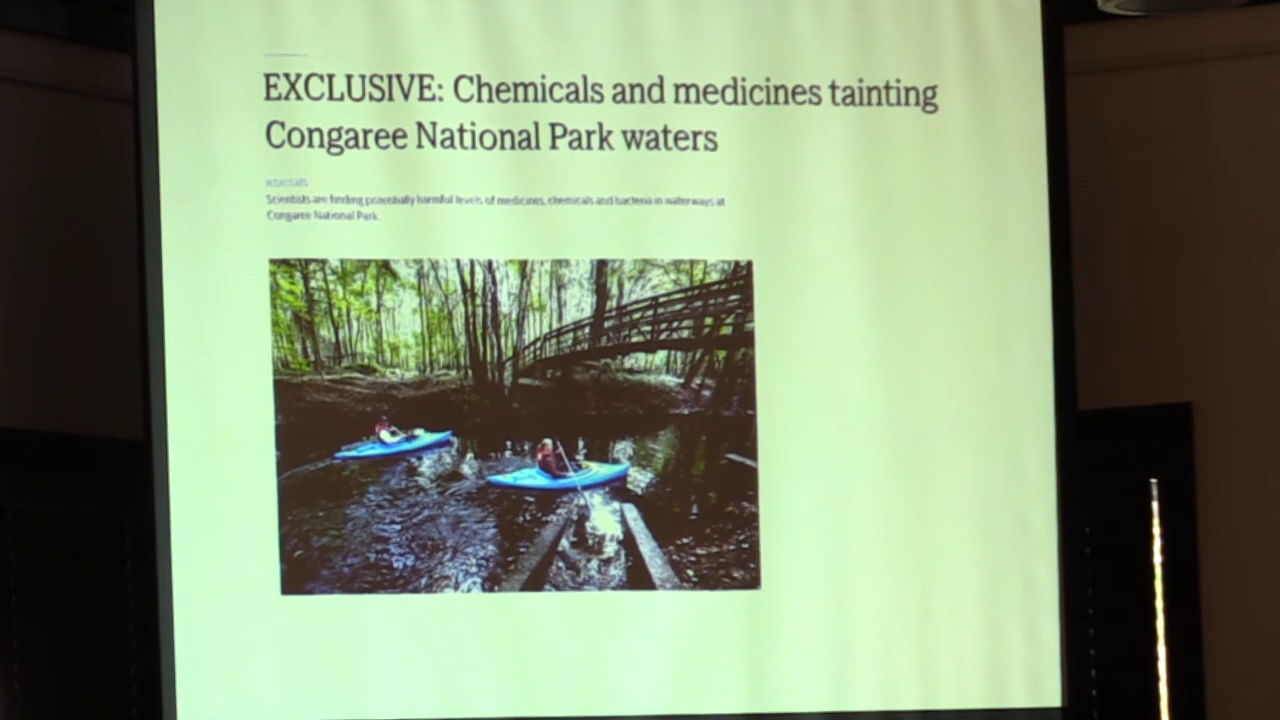 EXCLUSIVE: Chemicals and medicines tainting
Congaree National Park waters
Scientists are finding potentially harmful levels of medicines, chemicals and bacteria in waterways at
Congaree National Park.